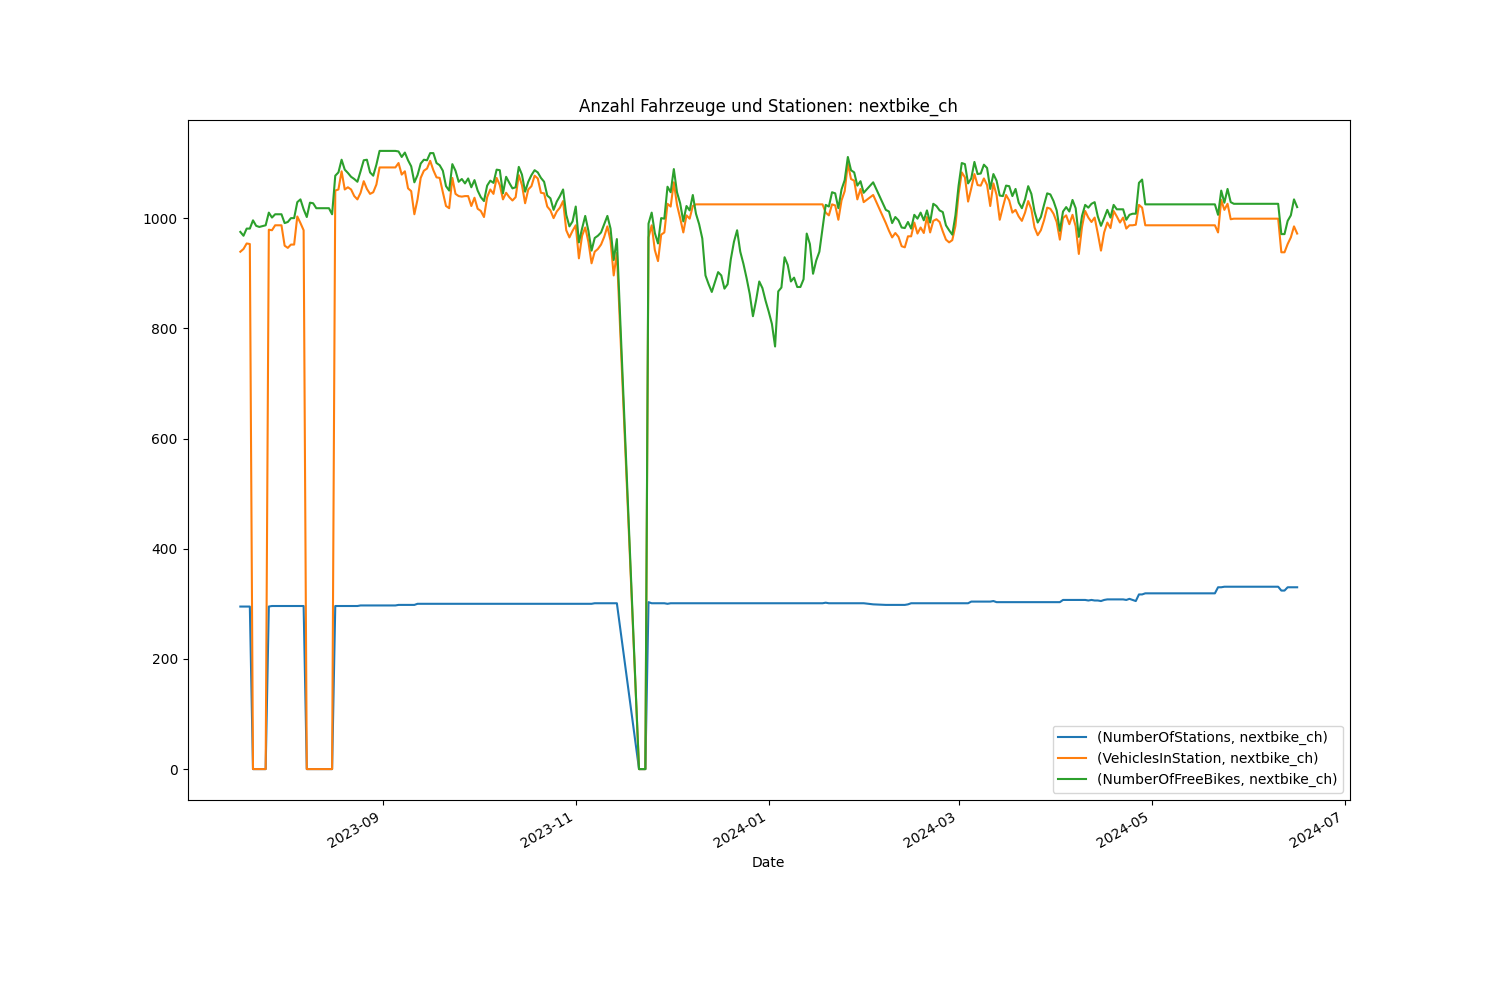 Anzahl Fahrzeuge und Stationen: nextbike_ch
1000
800
600
400
200
0
(NumberOfStations, nextbike_ch)
(VehiclesInStation, nextbike_ch)
(NumberOfFreeBikes, nextbike_ch)
2023-09
2023-11
2024-01
2024-03
2024-05
2024-07
Date